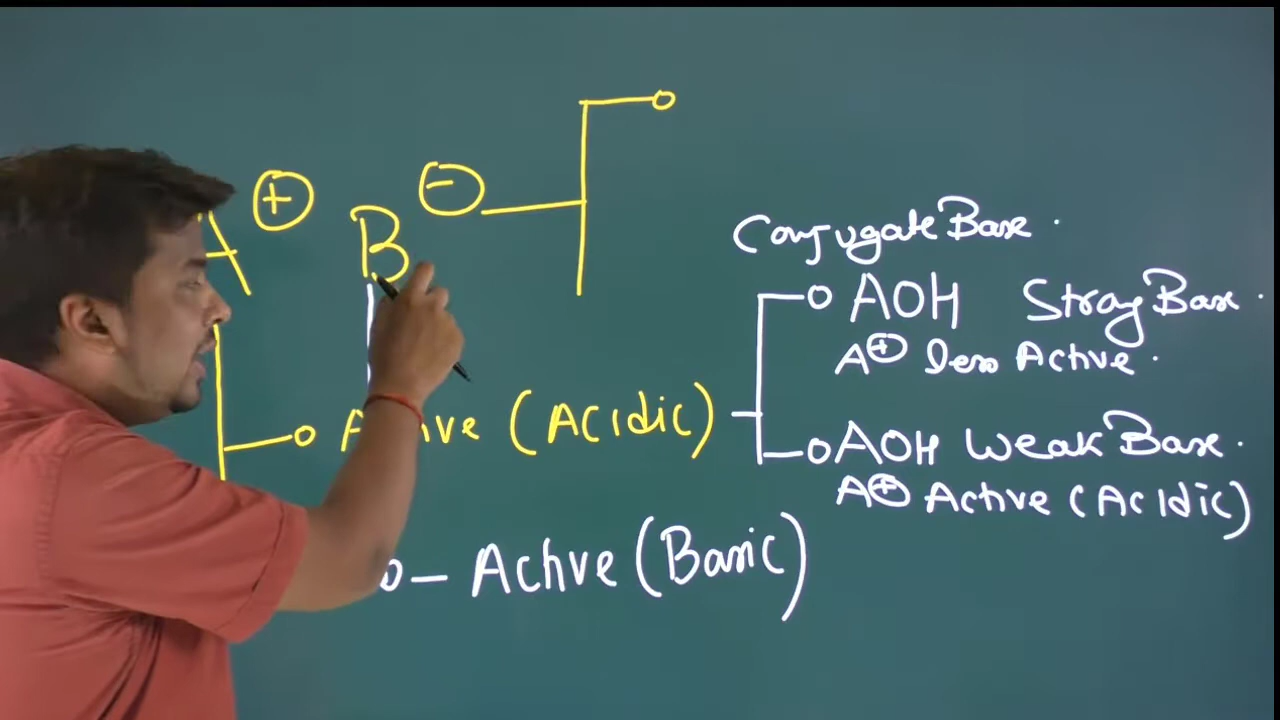 A⊕ B⊖
Conjugate Base.
AOH Strong Base.
A⊕ less Active.
Active (Acidic)
AOH Weak Base.
A⊕ Active (Acidic)
- Active (Basic)